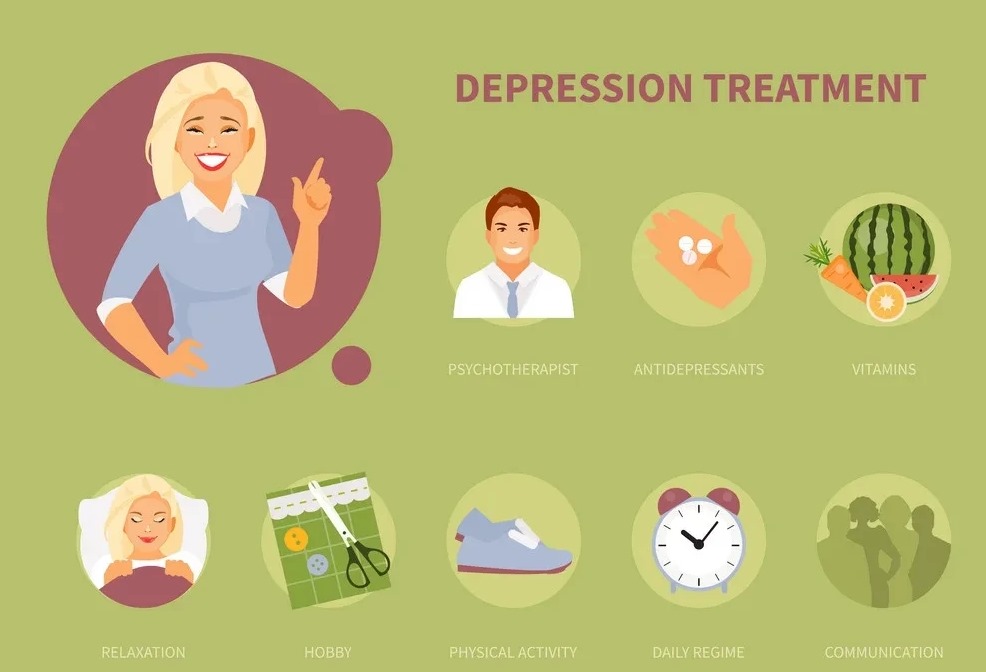 DEPRESSION TREATMENT
PSYCHOTHERAPIST
ANTIDEPRESSANTS
VITAMINS
RELAXATION
HOBBY
PHYSICAL ACTIVITY
DAILY REGIME
COMMUNICATION